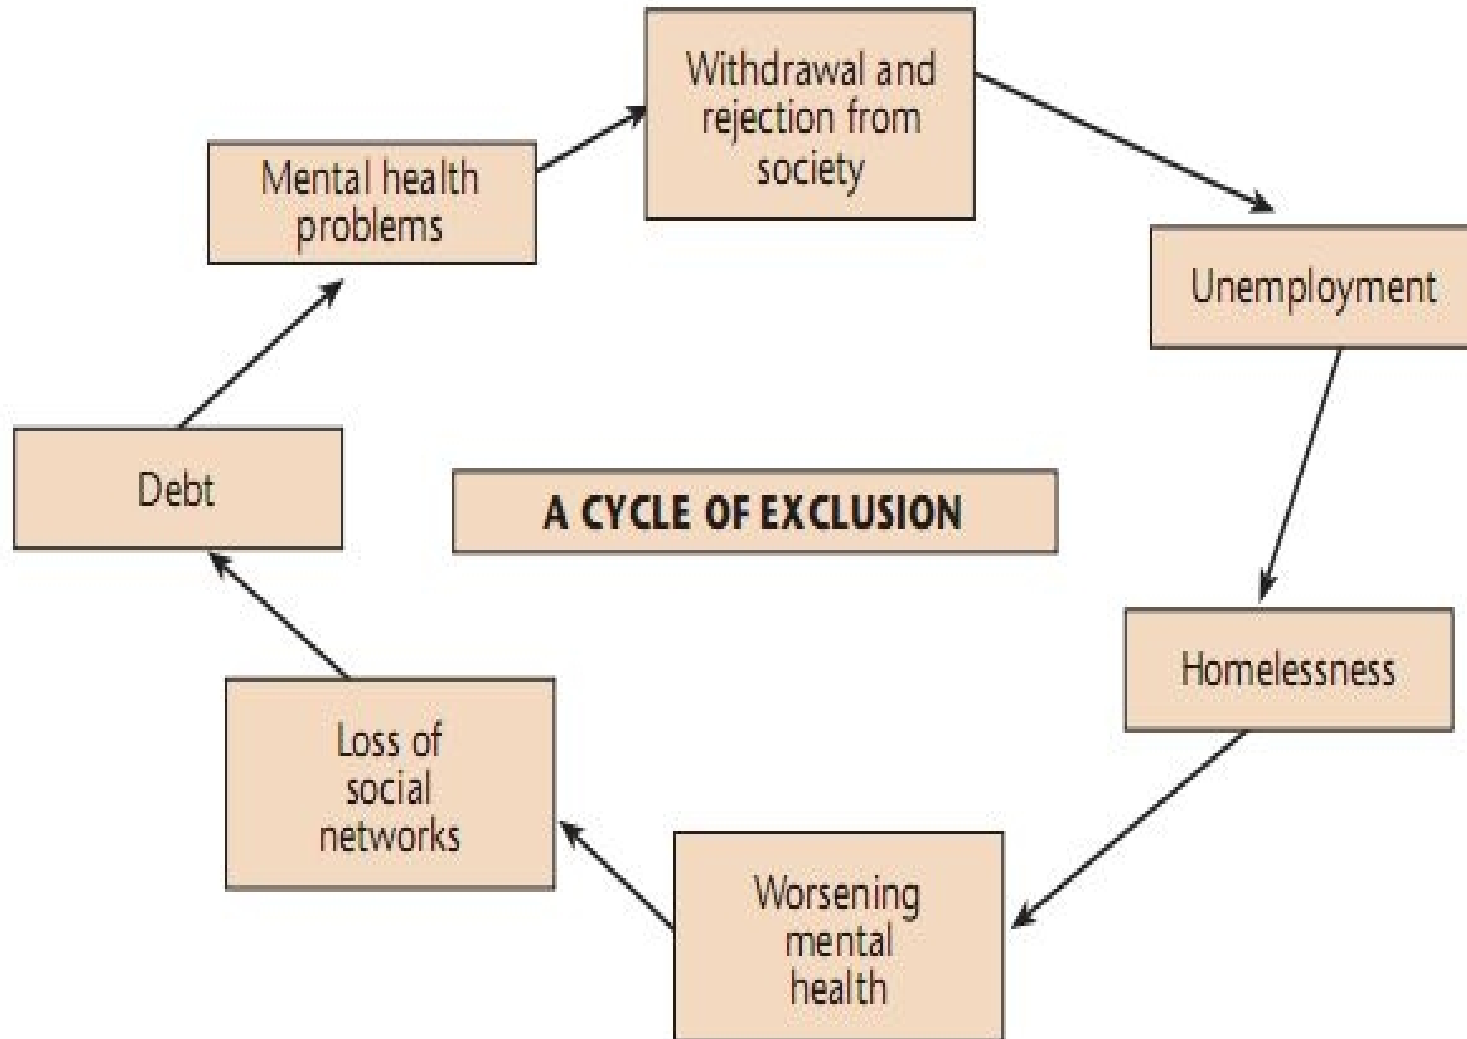 Withdrawal and
rejection from
society
Mental health
problems
Unemployment
Debt
A CYCLE OF EXCLUSION
Homelessness
Loss of
social
networks
Worsening
mental
health